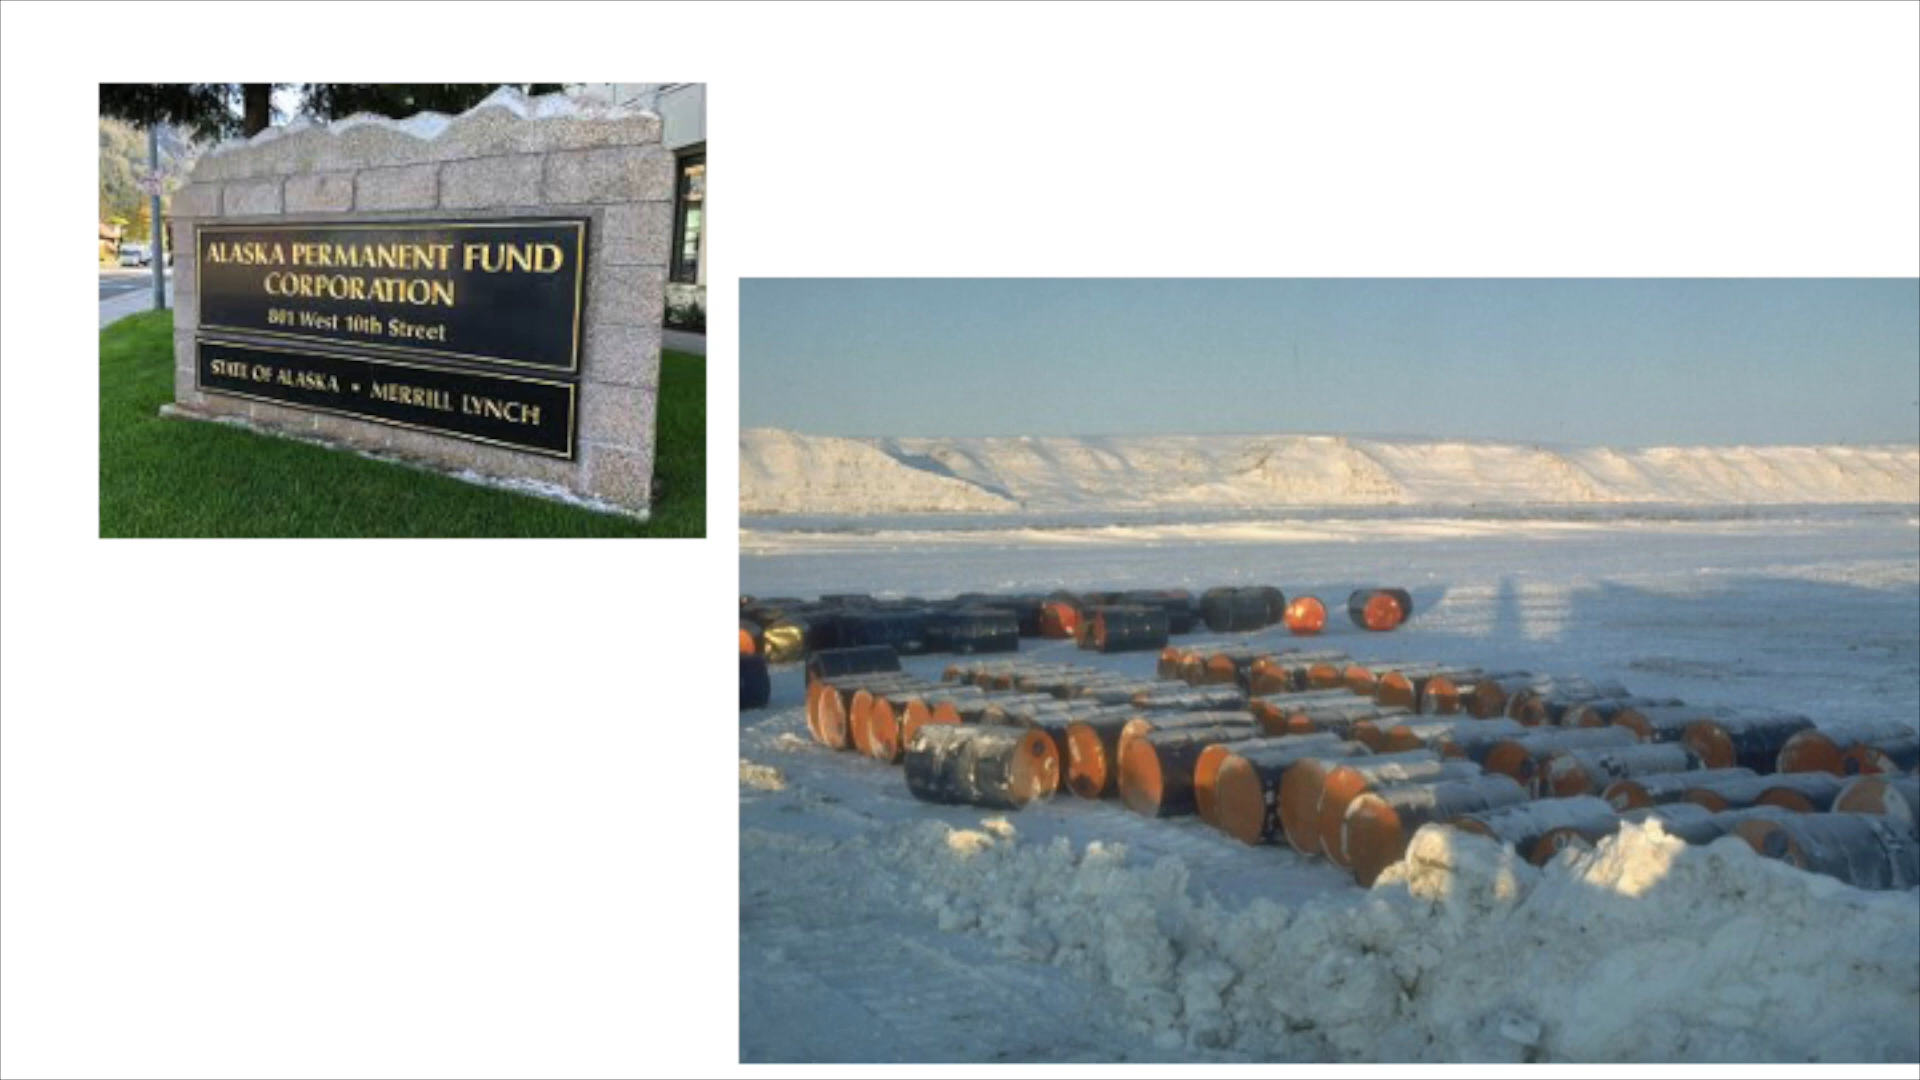 ALASKA PERMANENT FUND
CORPORATION
801 West 10th Street
STATE OF ALASKA • MERRILL LYNCH